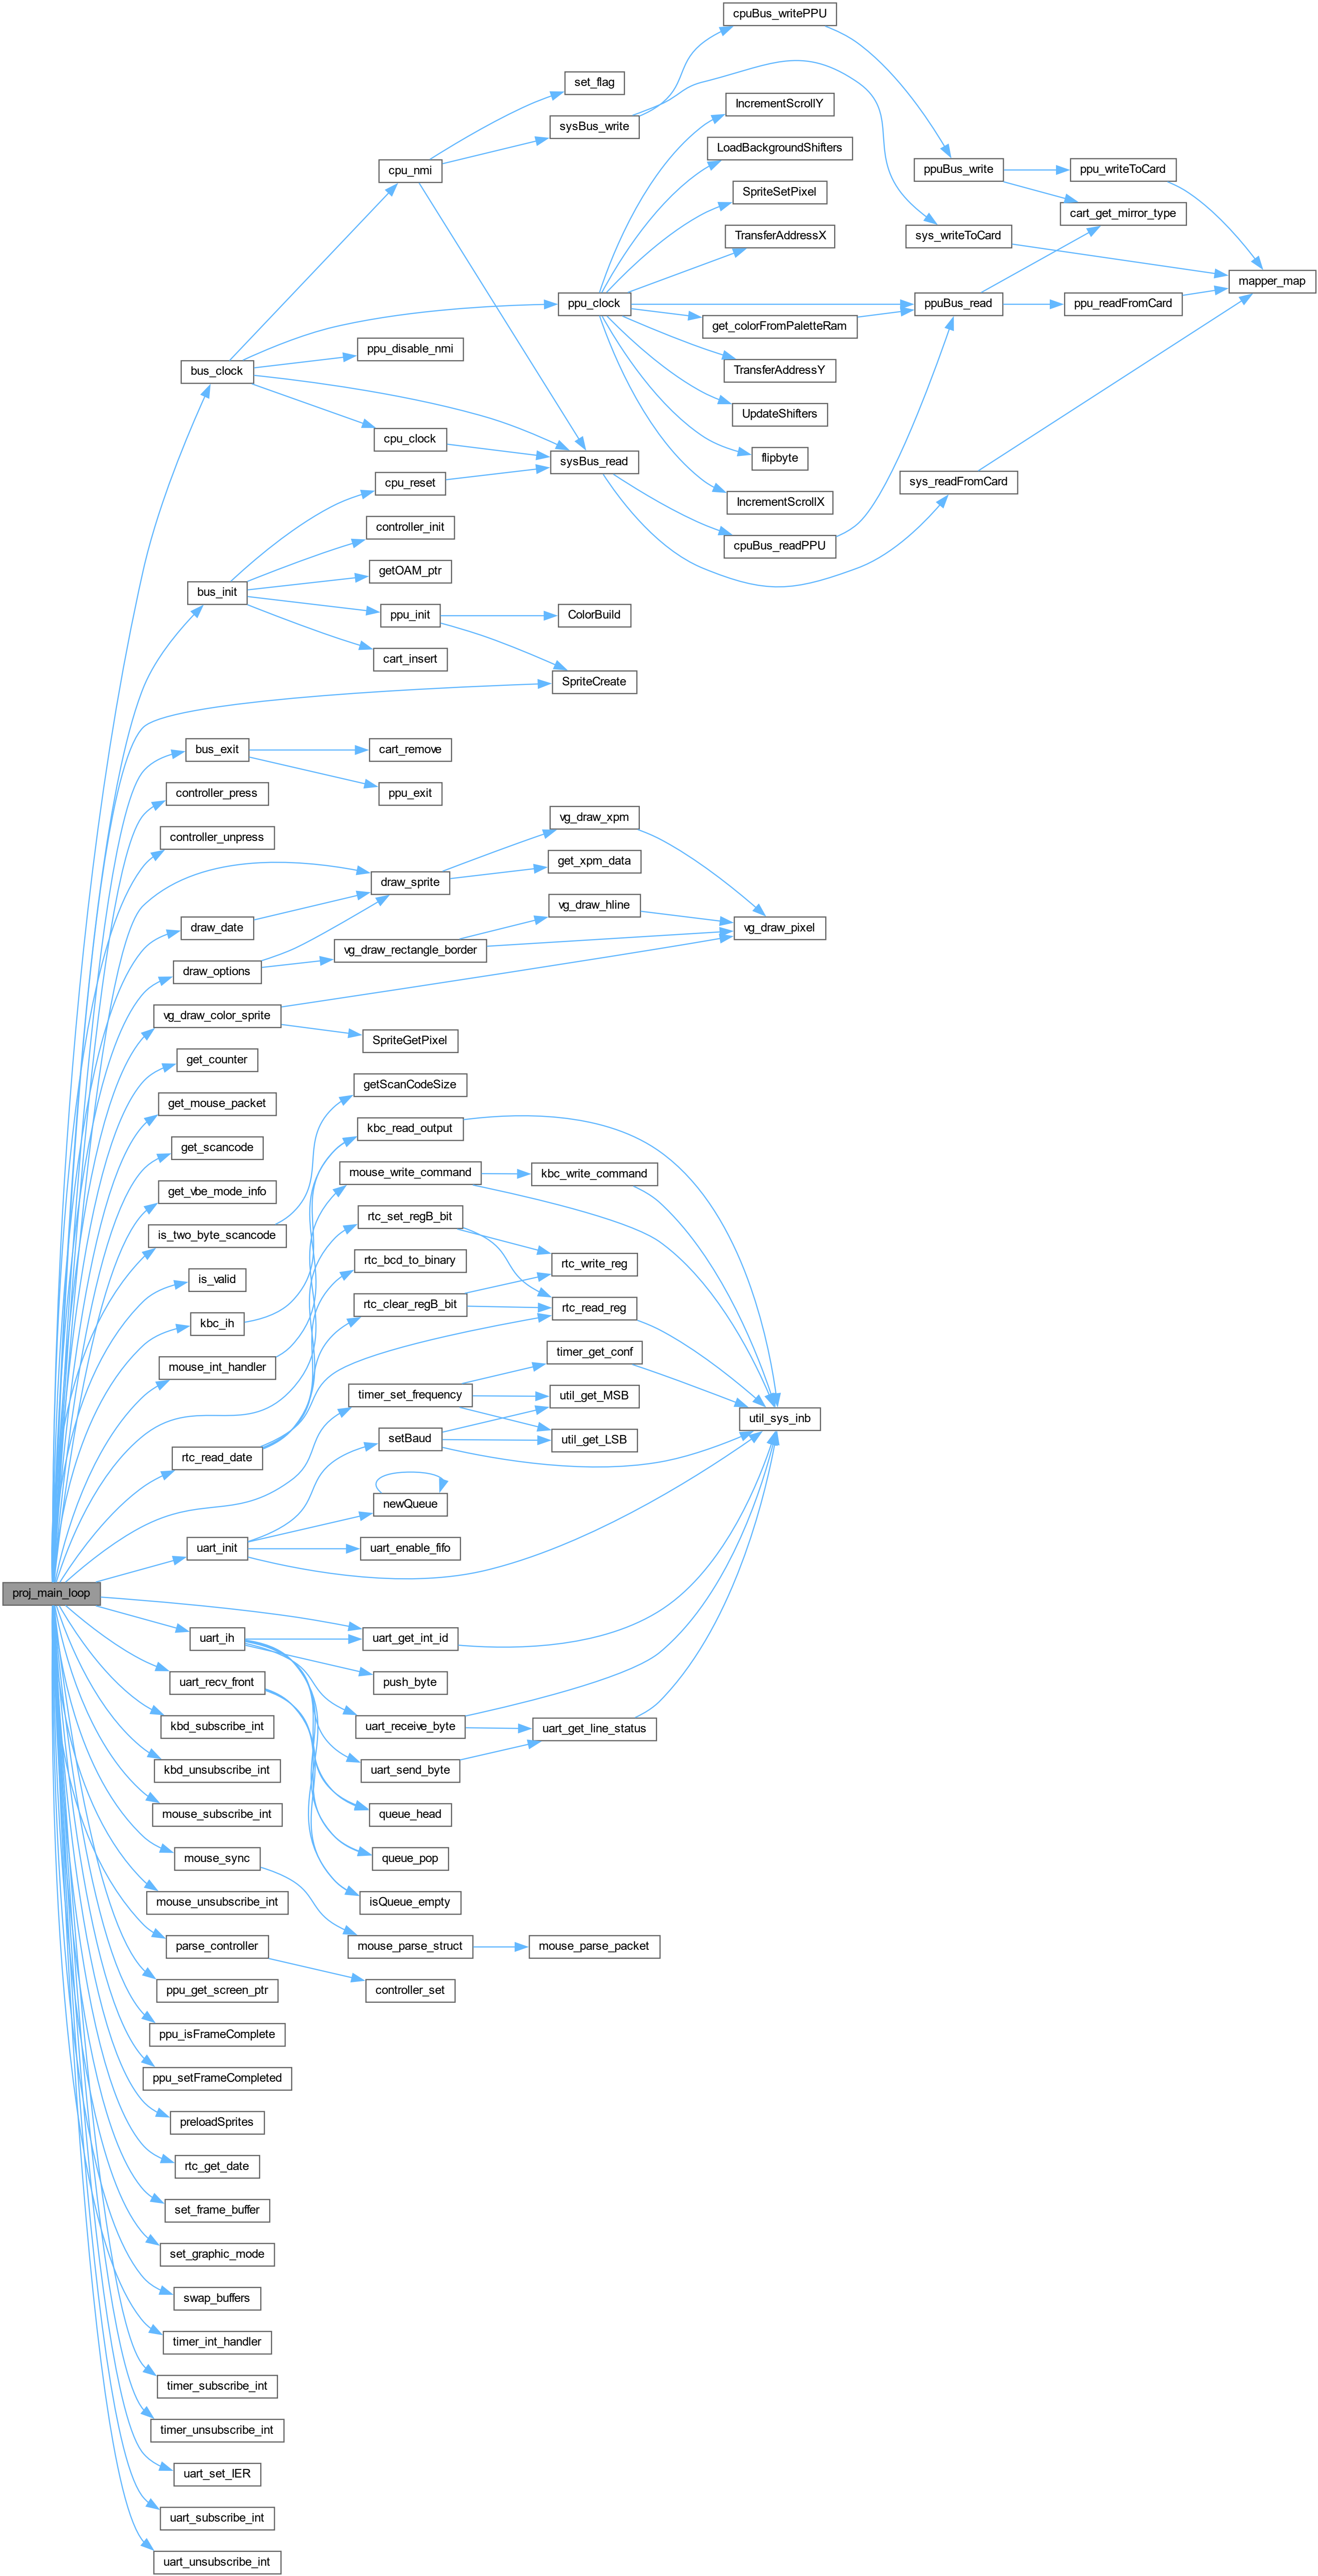 cpuBus_writePPU
set_flag
IncrementScrollY
sysBus_write
LoadBackgroundShifters
cpu_nmi
ppuBus_write
ppu_writeToCard
SpriteSetPixel
cart_get_mirror_type
TransferAddressX
sys_writeToCard
mapper_map
ppu_clock
ppuBus_read
ppu_readFromCard
get_colorFromPaletteRam
ppu_disable_nmi
bus_clock
TransferAddressY
UpdateShifters
cpu_clock
flipbyte
sysBus_read
cpu_reset
sys_readFromCard
IncrementScrollX
controller_init
cpuBus_readPPU
getOAM_ptr
bus_init
ppu_init
ColorBuild
cart_insert
SpriteCreate
bus_exit
cart_remove
controller_press
ppu_exit
vg_draw_xpm
controller_unpress
get_xpm_data
draw_sprite
vg_draw_hline
draw_date
vg_draw_pixel
vg_draw_rectangle_border
draw_options
vg_draw_color_sprite
SpriteGetPixel
get_counter
getScanCodeSize
get_mouse_packet
kbc_read_output
get_scancode
mouse_write_command
kbc_write_command
get_vbe_mode_info
rtc_set_regB_bit
is_two_byte_scancode
rtc_bcd_to_binary
rtc_write_reg
is_valid
rtc_clear_regB_bit
rtc_read_reg
kbc_ih
timer_get_conf
mouse_int_handler
timer_set_frequency
util_get_MSB
util_sys_inb
setBaud
util_get_LSB
rtc_read_date
newQueue
uart_init
uart_enable_fifo
proj_main_loop
uart_ih
uart_get_int_id
uart_recv_front
push_byte
kbd_subscribe_int
uart_receive_byte
uart_get_line_status
kbd_unsubscribe_int
uart_send_byte
mouse_subscribe_int
queue_head
mouse_sync
queue_pop
mouse_unsubscribe_int
isQueue_empty
parse_controller
mouse_parse_struct
mouse_parse_packet
ppu_get_screen_ptr
controller_set
ppu_isFrameComplete
ppu_setFrameCompleted
preloadSprites
rtc_get_date
set_frame_buffer
set_graphic_mode
swap_buffers
timer_int_handler
timer_subscribe_int
timer_unsubscribe_int
uart_set_IER
uart_subscribe_int
uart_unsubscribe_int